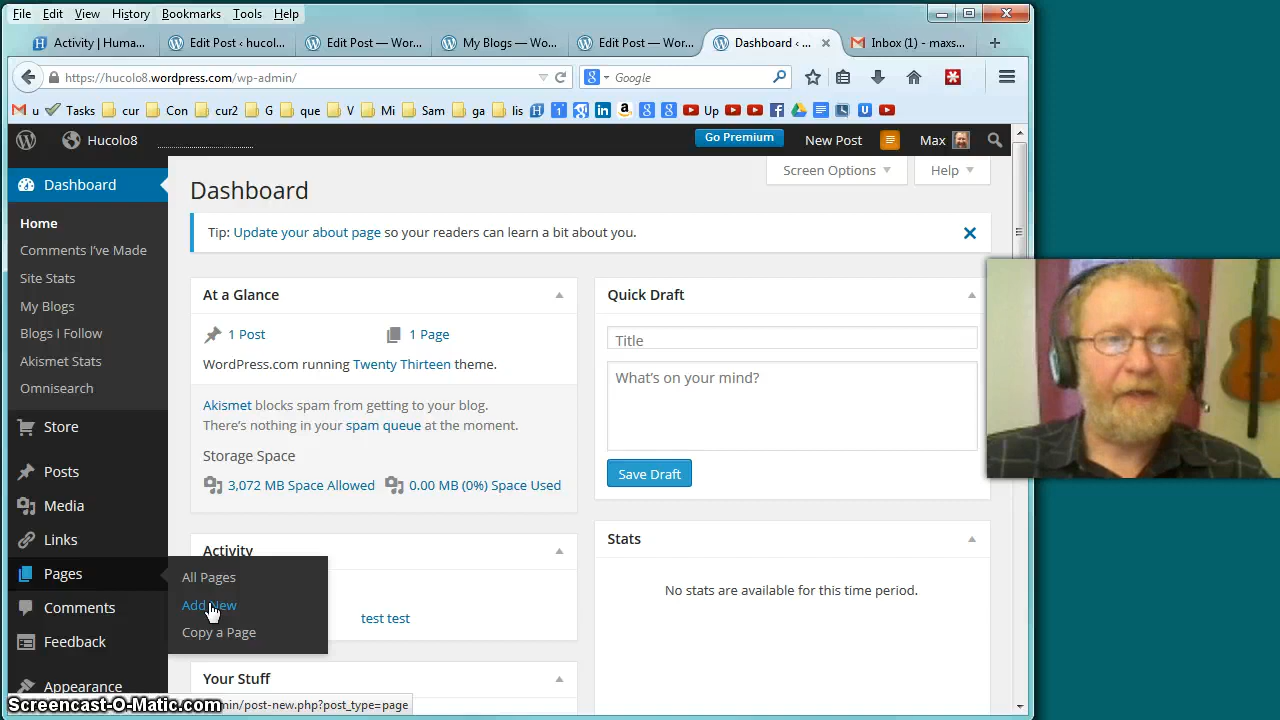 File Edit View History Bookmarks Tools Help
Activity | Huma... Edit Post ‹ hucolo... Edit Post — Wor... My Blogs — Wo... Edit Post — Wor... Dashboard ‹ ... Inbox (1) - maxs...
https://hucolo8.wordpress.com/wp-admin/ Google
u Tasks cur Con cur2 G que V Mi Sam ga lis Up
Hucolo8 Go Premium New Post Max
Screen Options Help
Dashboard
Home
Comments I've Made
Site Stats
My Blogs
Blogs I Follow
Akismet Stats
Omnisearch
Store
Posts
Media
Links
Pages
Comments
Feedback
Appearance
All Pages
Add New
Copy a Page
Dashboard
Tip: Update your about page so your readers can learn a bit about you.
At a Glance
1 Post 1 Page
WordPress.com running Twenty Thirteen theme.
Akismet blocks spam from getting to your blog.
There's nothing in your spam queue at the moment.
Storage Space
3,072 MB Space Allowed 0.00 MB (0%) Space Used
Activity
test test
Your Stuff
Quick Draft
Title
What's on your mind?
Save Draft
Stats
No stats are available for this time period.
Screencast-O-Matic.com
min/post-new.php?post_type=page